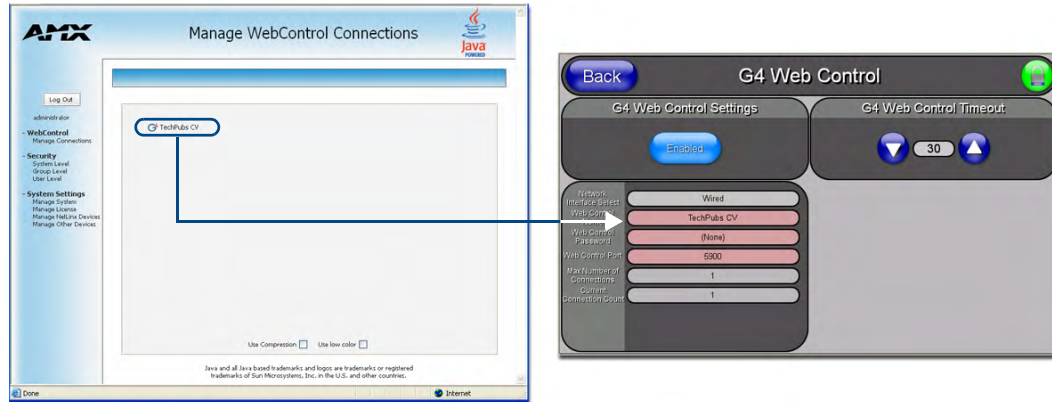 AMX
Manage WebControl Connections
Java
POWERED
Log Out
administrator
- WebControl
Manage Connections
- Security
System Level
Group Level
User Level
- System Settings
Manage System
Manage License
Manage NetLinx Devices
Manage Other Devices
TechPubs CV
Use Compression
Use low color
Java and all Java based trademarks and logos are trademarks or registered
trademarks of Sun Microsystems, Inc. in the U.S. and other countries.
Done
Internet
Back
G4 Web Control
G4 Web Control Settings
Enabled
G4 Web Control Timeout
30
Network
Interface Select
Wired
Web Control
TechPubs CV
Web Control
Password
(None)
Web Control Port
5900
Max Number of
Connections
1
Current
Connection Count
1